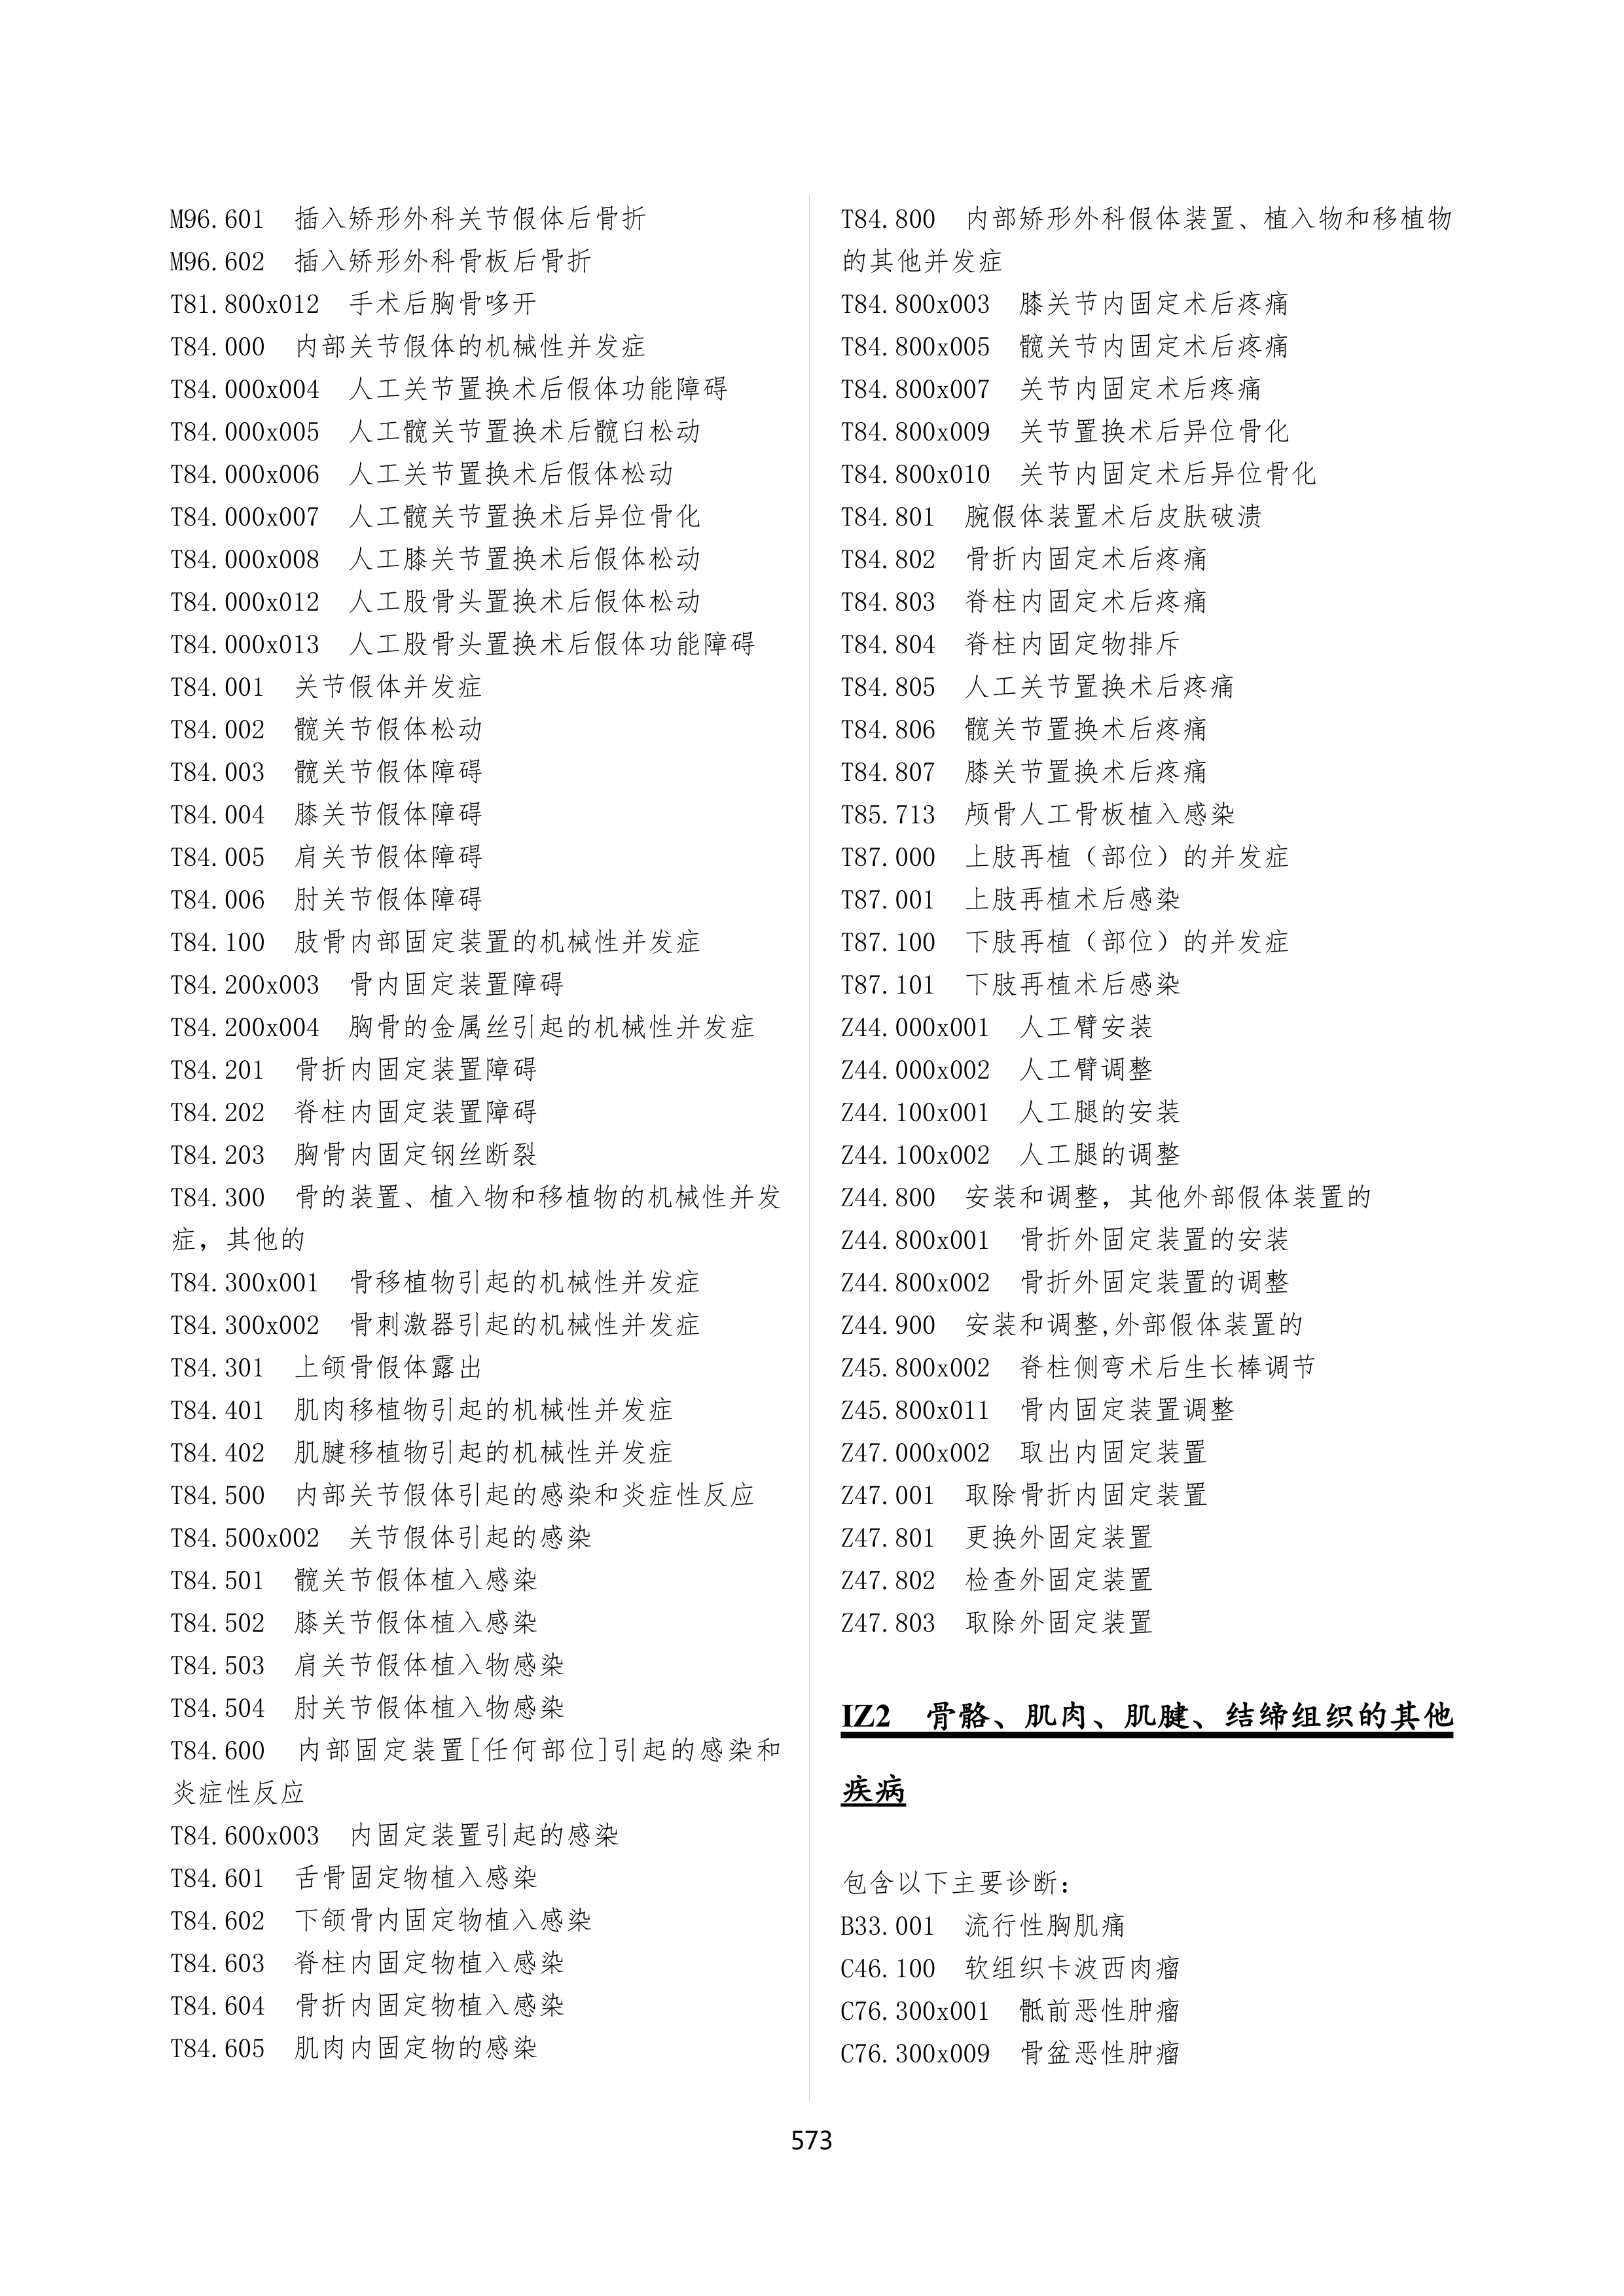 M96.601 插入矫形外科关节假体后骨折
M96.602 插入矫形外科骨板后骨折
T81.800x012 手术后胸骨哆开
T84.000 内部关节假体的机械性并发症
T84.000x004 人工关节置换术后假体功能障碍
T84.000x005 人工髋关节置换术后髋臼松动
T84.000x006 人工关节置换术后假体松动
T84.000x007 人工髋关节置换术后异位骨化
T84.000x008 人工膝关节置换术后假体松动
T84.000x012 人工股骨头置换术后假体松动
T84.000x013 人工股骨头置换术后假体功能障碍
T84.001 关节假体并发症
T84.002 髋关节假体松动
T84.003 髋关节假体障碍
T84.004 膝关节假体障碍
T84.005 肩关节假体障碍
T84.006 肘关节假体障碍
T84.100 肢骨内部固定装置的机械性并发症
T84.200x003 骨内固定装置障碍
T84.200x004 胸骨的金属丝引起的机械性并发症
T84.201 骨折内固定装置障碍
T84.202 脊柱内固定装置障碍
T84.203 胸骨内固定钢丝断裂
T84.300 骨的装置、植入物和移植物的机械性并发
症，其他的
T84.300x001 骨移植物引起的机械性并发症
T84.300x002 骨刺激器引起的机械性并发症
T84.301 上颌骨假体露出
T84.401 肌肉移植物引起的机械性并发症
T84.402 肌腱移植物引起的机械性并发症
T84.500 内部关节假体引起的感染和炎症性反应
T84.500x002 关节假体引起的感染
T84.501 髋关节假体植入感染
T84.502 膝关节假体植入感染
T84.503 肩关节假体植入物感染
T84.504 肘关节假体植入物感染
T84.600 内部固定装置[任何部位]引起的感染和
炎症性反应
T84.600x003 内固定装置引起的感染
T84.601 舌骨固定物植入感染
T84.602 下颌骨内固定物植入感染
T84.603 脊柱内固定物植入感染
T84.604 骨折内固定物植入感染
T84.605 肌肉内固定物的感染
T84.800 内部矫形外科假体装置、植入物和移植物
的其他并发症
T84.800x003 膝关节内固定术后疼痛
T84.800x005 髋关节内固定术后疼痛
T84.800x007 关节内固定术后疼痛
T84.800x009 关节置换术后异位骨化
T84.800x010 关节内固定术后异位骨化
T84.801 腕假体装置术后皮肤破溃
T84.802 骨折内固定术后疼痛
T84.803 脊柱内固定术后疼痛
T84.804 脊柱内固定物排斥
T84.805 人工关节置换术后疼痛
T84.806 髋关节置换术后疼痛
T84.807 膝关节置换术后疼痛
T85.713 颅骨人工骨板植入感染
T87.000 上肢再植（部位）的并发症
T87.001 上肢再植术后感染
T87.100 下肢再植（部位）的并发症
T87.101 下肢再植术后感染
Z44.000x001 人工臂安装
Z44.000x002 人工臂调整
Z44.100x001 人工腿的安装
Z44.100x002 人工腿的调整
Z44.800 安装和调整，其他外部假体装置的
Z44.800x001 骨折外固定装置的安装
Z44.800x002 骨折外固定装置的调整
Z44.900 安装和调整,外部假体装置的
Z45.800x002 脊柱侧弯术后生长棒调节
Z45.800x011 骨内固定装置调整
Z47.000x002 取出内固定装置
Z47.001 取除骨折内固定装置
Z47.801 更换外固定装置
Z47.802 检查外固定装置
Z47.803 取除外固定装置
IZ2 骨骼、肌肉、肌腱、结缔组织的其他
疾病
包含以下主要诊断：
B33.001 流行性胸肌痛
C46.100 软组织卡波西肉瘤
C76.300x001 骶前恶性肿瘤
C76.300x009 骨盆恶性肿瘤
573